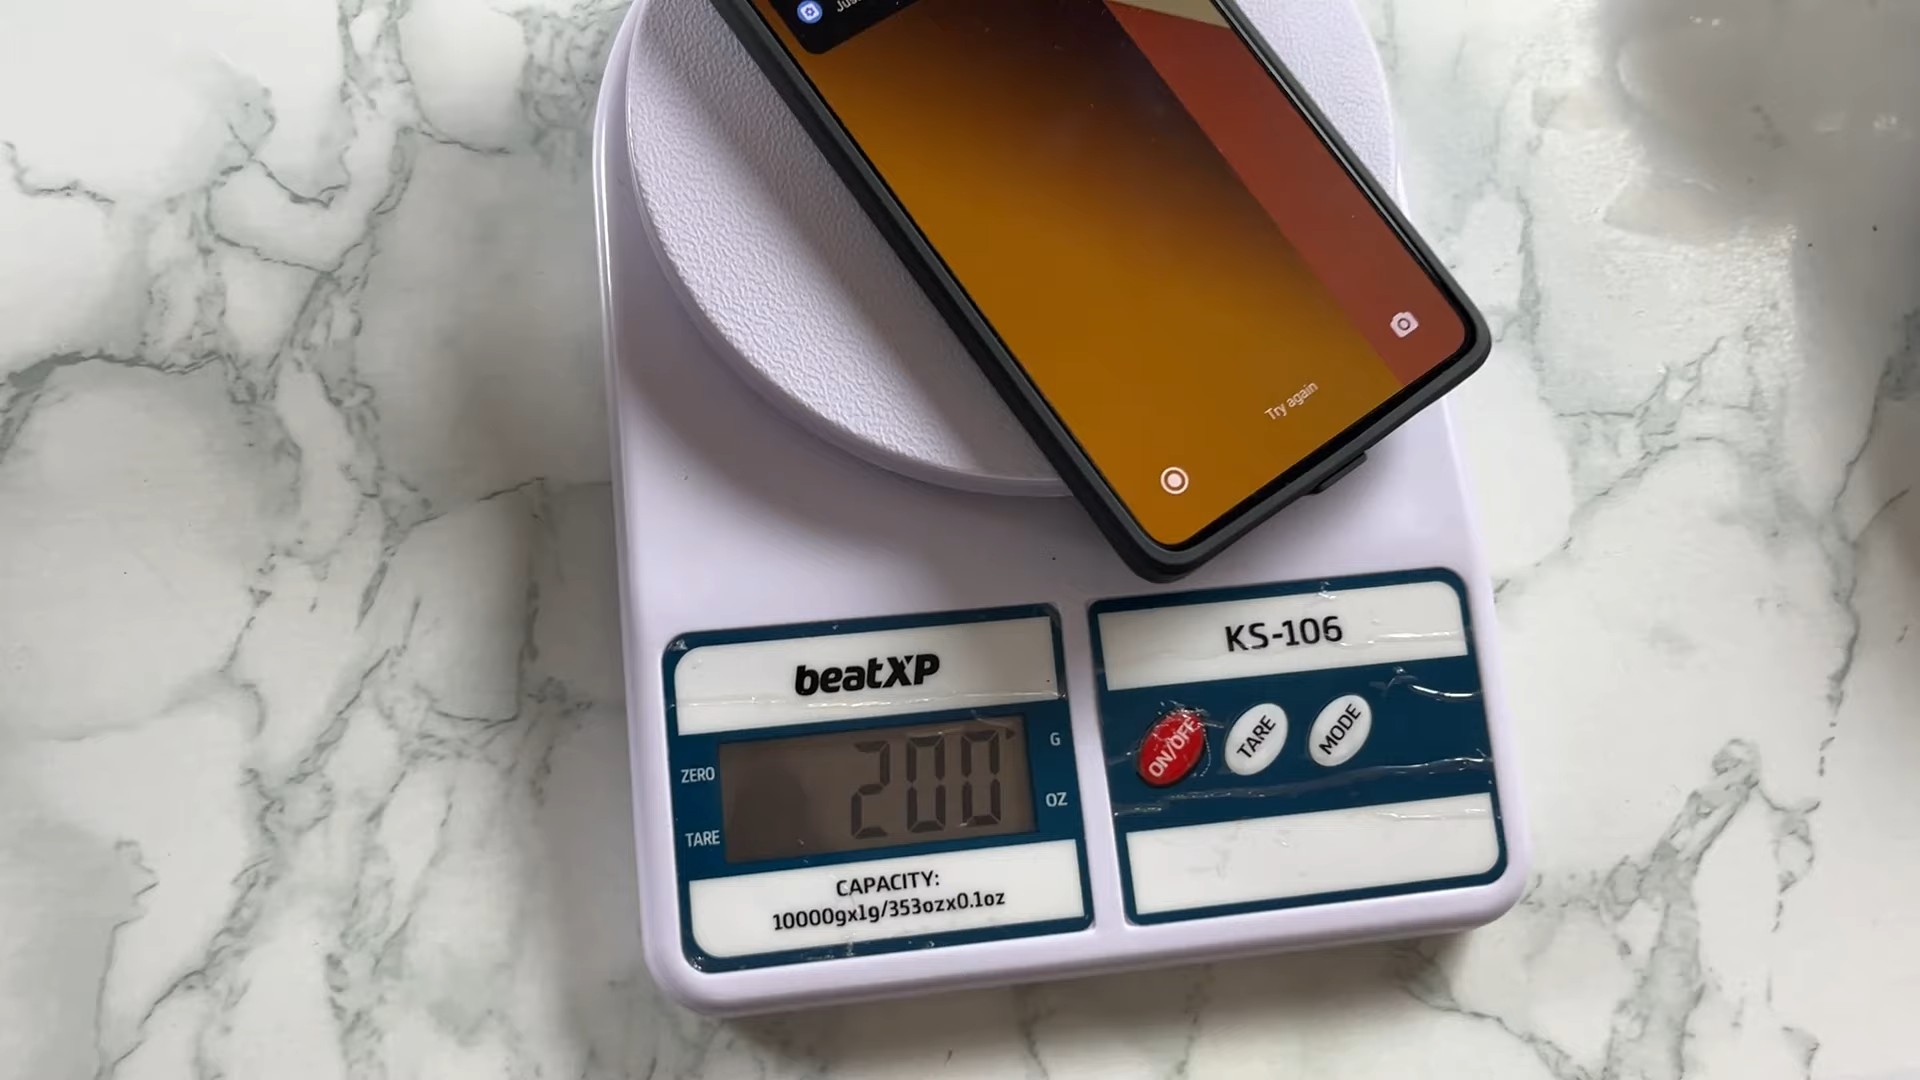 Try again
beatXP
KS-106
200
G
OZ
ZERO
TARE
ON/OFF
TARE
MODE
CAPACITY:
10000gx1g/353ozx0.1oz